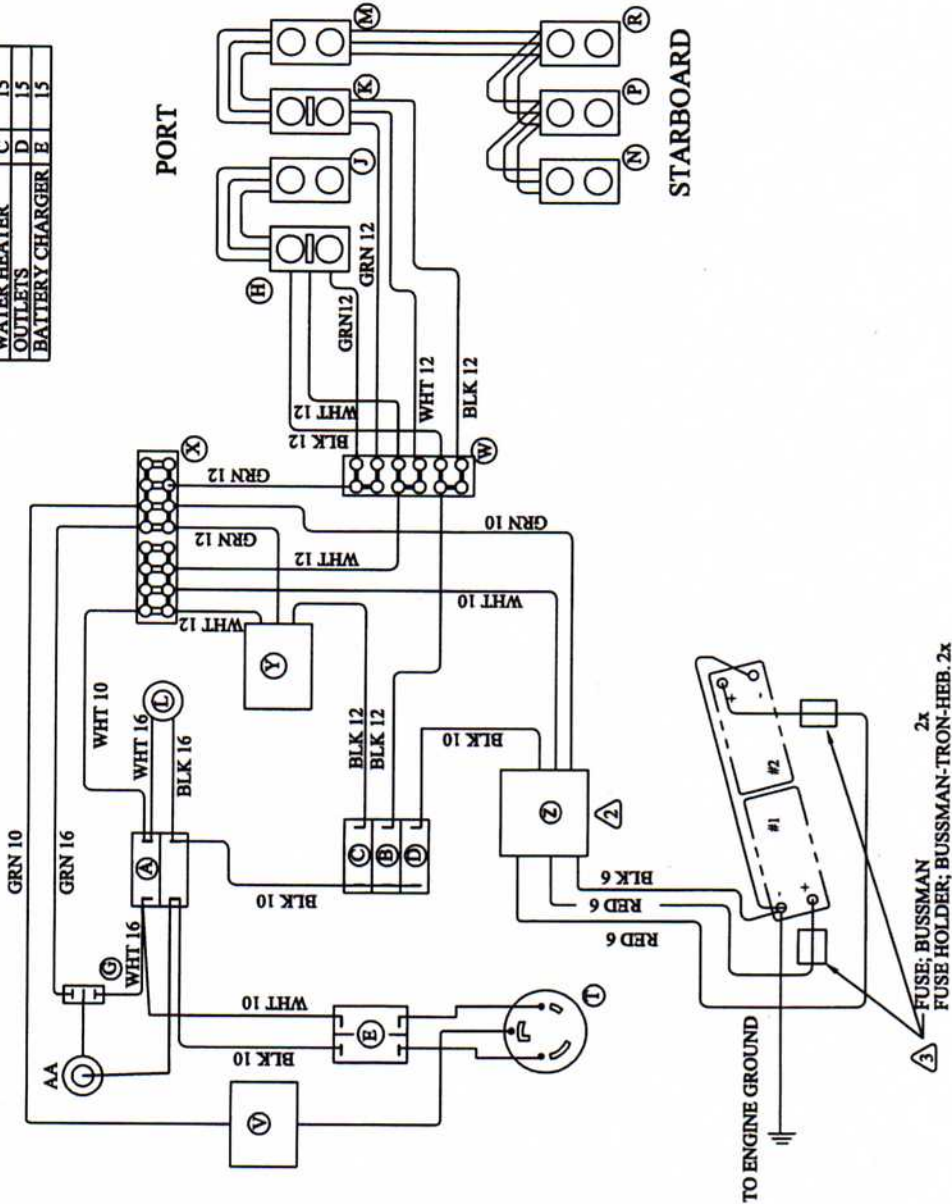 WATER HEATER C 15
OUTLETS D 15
BATTERY CHARGER E 15
PORT
M
K
J
H
R
P
N
STARBOARD
GRN 12
GRN12
WHT 12
BLK 12
WHT 12
BLK 12
W
X
GRN 12
GRN 12
WHT 12
GRN 10
WHT 10
WHT 12
Y
GRN 10
GRN 16
WHT 10
WHT 16
BLK 16
L
A
G
WHT 16
AA
BLK 12
BLK 12
C
B
D
BLK 10
BLK 10
WHT 10
BLK 10
E
V
T
Z
2
BLK 6
RED 6
RED 6
#1
#2
+
-
-
+
TO ENGINE GROUND
3
FUSE; BUSSMAN 2x
FUSE HOLDER; BUSSMAN-TRON-HEB. 2x